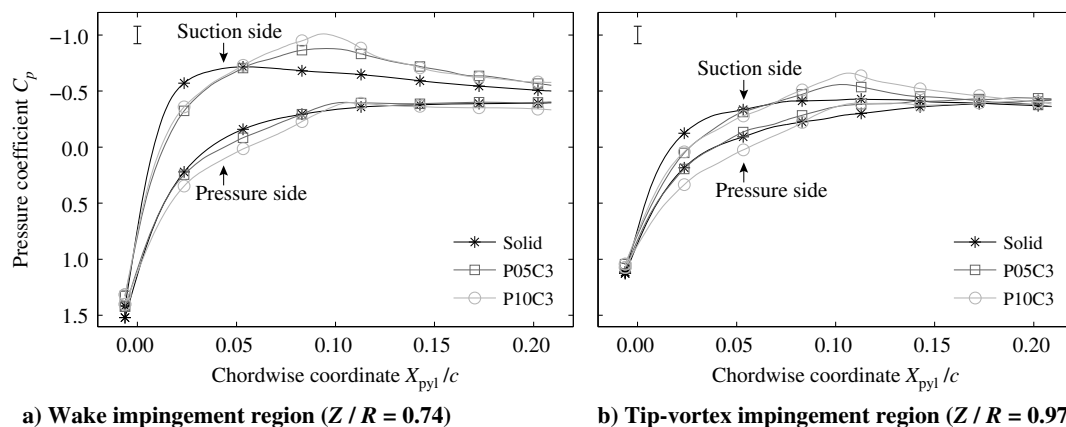 −1.0
−0.5
0.0
0.5
1.0
1.5
Pressure coefficient C_p
Suction side
Pressure side
Solid
P05C3
P10C3
0.00 0.05 0.10 0.15 0.20
Chordwise coordinate X_pyl /c
a) Wake impingement region (Z / R = 0.74)
Suction side
Pressure side
Solid
P05C3
P10C3
0.00 0.05 0.10 0.15 0.20
Chordwise coordinate X_pyl /c
b) Tip-vortex impingement region (Z / R = 0.97